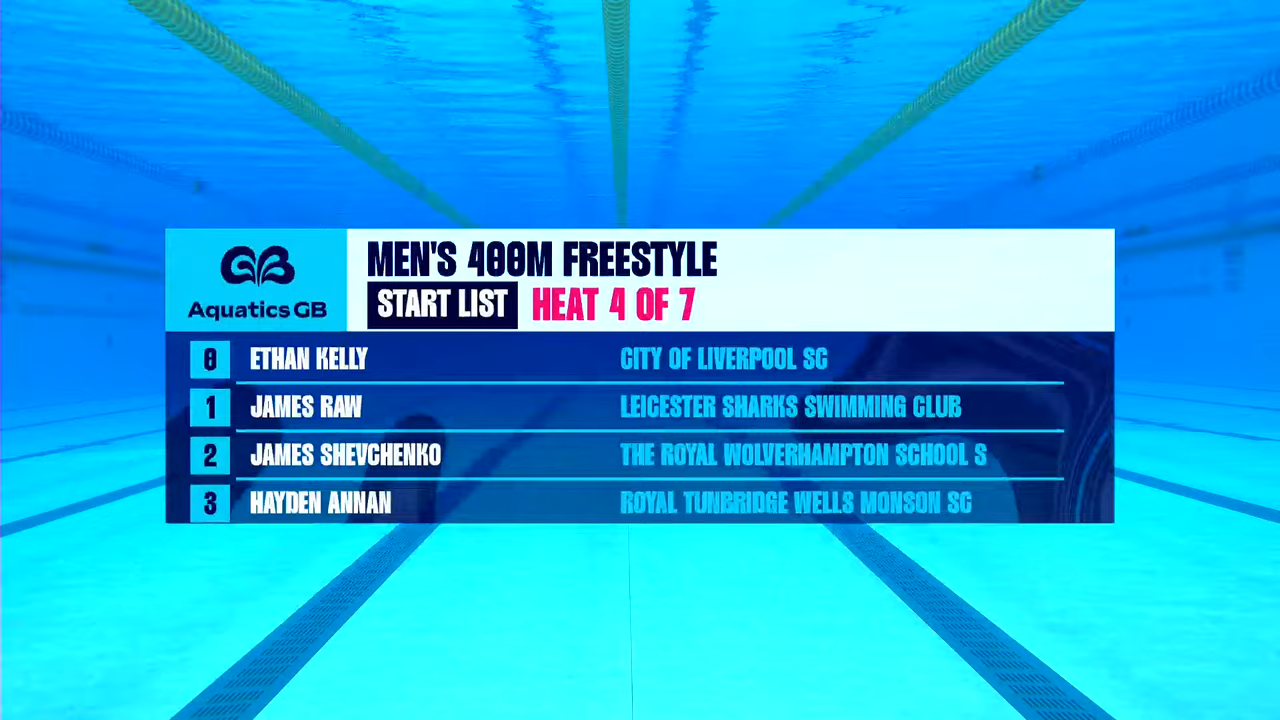 MEN'S 400M FREESTYLE
Aquatics GB
START LIST HEAT 4 OF 7
0 ETHAN KELLY CITY OF LIVERPOOL SC
1 JAMES RAW LEICESTER SHARKS SWIMMING CLUB
2 JAMES SHEVCHENKO THE ROYAL WOLVERHAMPTON SCHOOL S
3 HAYDEN ANNAN ROYAL TUNBRIDGE WELLS MONSON SC